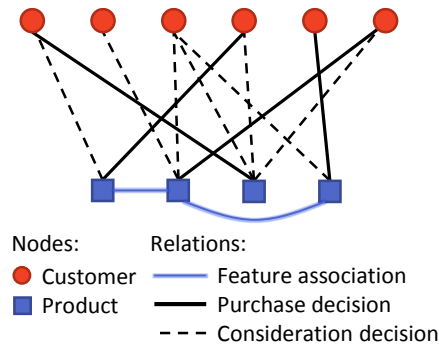 Nodes: Relations:
Customer Feature association
Product Purchase decision
Consideration decision